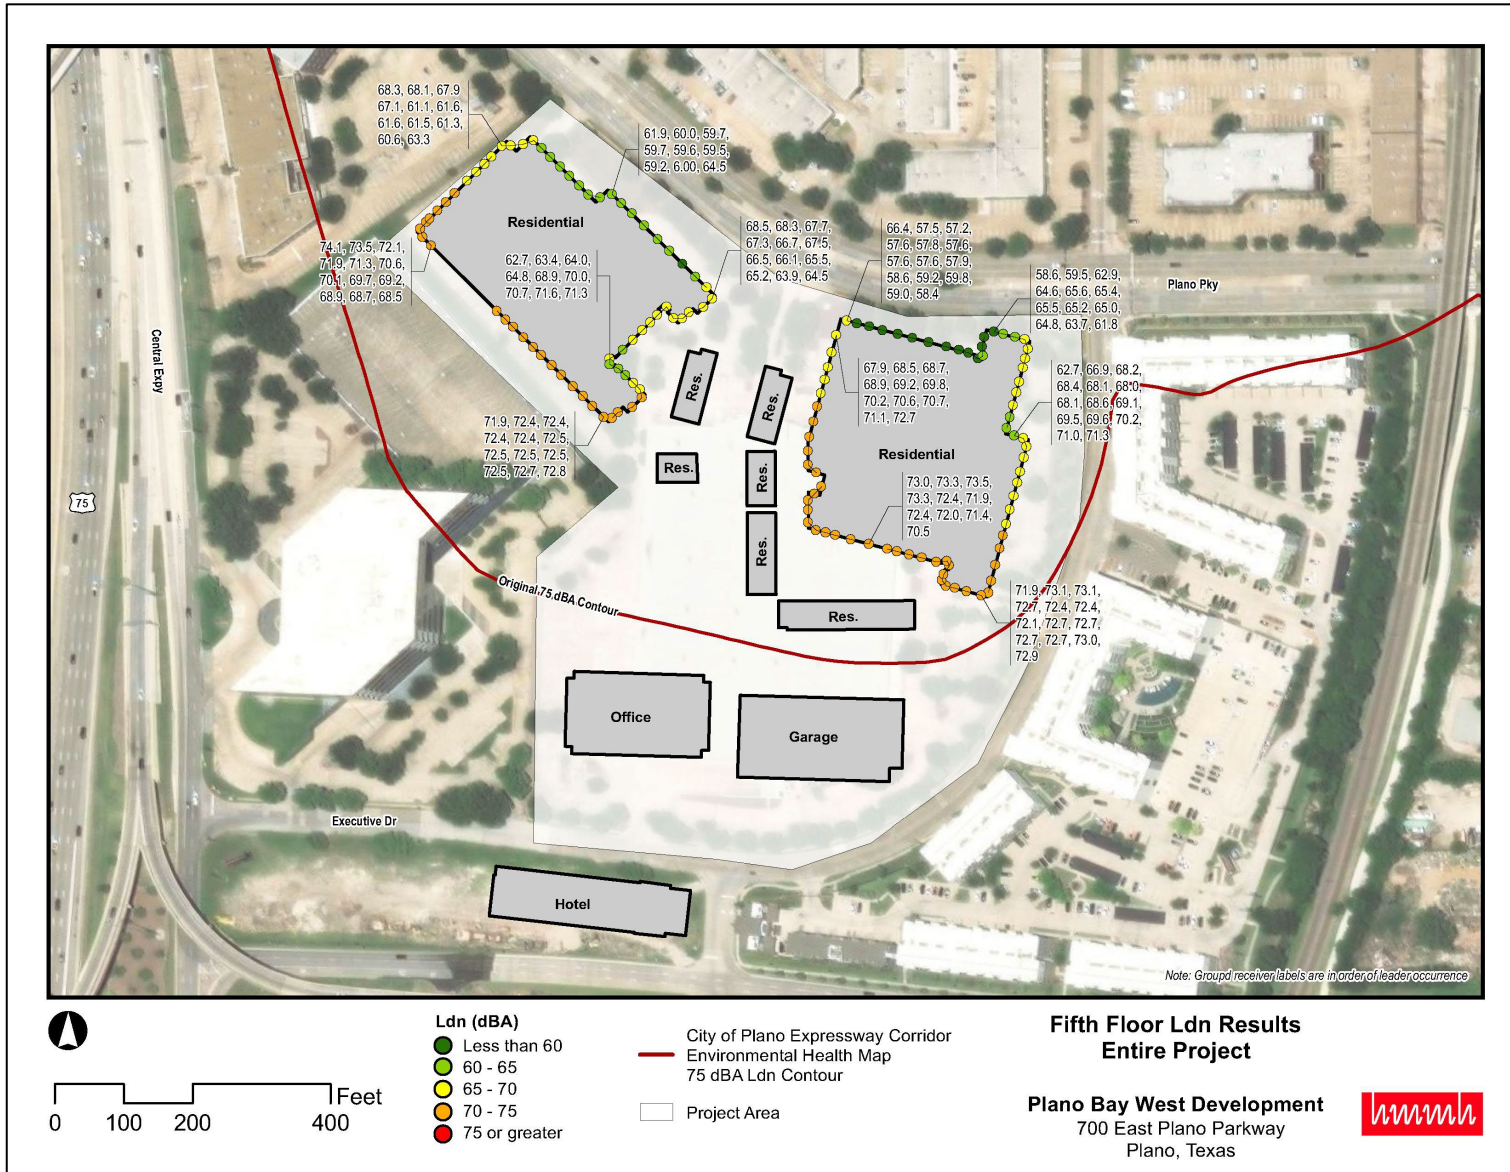 68.3, 68.1, 67.9
67.1, 61.1, 61.6,
61.6, 61.5, 61.3,
60.6, 63.3
61.9, 60.0, 59.7,
59.7, 59.6, 59.5,
59.2, 6.00, 64.5
Residential
74.1, 73.5, 72.1,
71.9, 71.3, 70.6,
70.1, 69.7, 69.2,
68.9, 68.7, 68.5
62.7, 63.4, 64.0,
64.8, 68.9, 70.0,
70.7, 71.6, 71.3
68.5, 68.3, 67.7,
67.3, 66.7, 67.5,
66.5, 66.1, 65.5,
65.2, 63.9, 64.5
66.4, 57.5, 57.2,
57.6, 57.8, 57.6,
57.6, 57.6, 57.9,
58.6, 59.2, 59.8,
59.0, 58.4
58.6, 59.5, 62.9,
64.6, 65.6, 65.4,
65.5, 65.2, 65.0,
64.8, 63.7, 61.8
Plano Pky
Central Expy
67.9, 68.5, 68.7,
68.9, 69.2, 69.8,
70.2, 70.6, 70.7,
71.1, 72.7
62.7, 66.9, 68.2,
68.4, 68.1, 68.0,
68.1, 68.6, 69.1,
69.5, 69.6, 70.2,
71.0, 71.3
Res.
Res.
71.9, 72.4, 72.4,
72.4, 72.4, 72.5,
72.5, 72.5, 72.5,
72.5, 72.7, 72.8
Residential
Res.
Res.
73.0, 73.3, 73.5,
73.3, 72.4, 71.9,
72.4, 72.0, 71.4,
70.5
75
Res.
Original 75 dBA Contour
71.9, 73.1, 73.1,
72.7, 72.4, 72.4,
72.1, 72.7, 72.7,
72.7, 72.7, 73.0,
72.9
Res.
Office
Garage
Executive Dr
Hotel
Note: Groupd receiver labels are in order of leader occurrence
0 100 200 400 Feet
Ldn (dBA)
Less than 60
60 - 65
65 - 70
70 - 75
75 or greater
City of Plano Expressway Corridor
Environmental Health Map
75 dBA Ldn Contour
Project Area
Fifth Floor Ldn Results
Entire Project
Plano Bay West Development
700 East Plano Parkway
Plano, Texas
hmmh